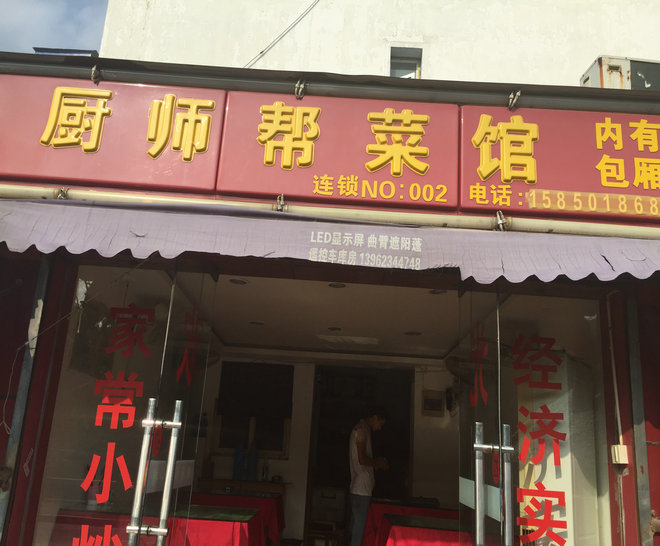 厨师帮菜馆
连锁NO:002
电话:158501868
内有
包厢
LED显示屏 曲臂遮阳蓬
遥控车库房 13962344748
家常小炒
经济实